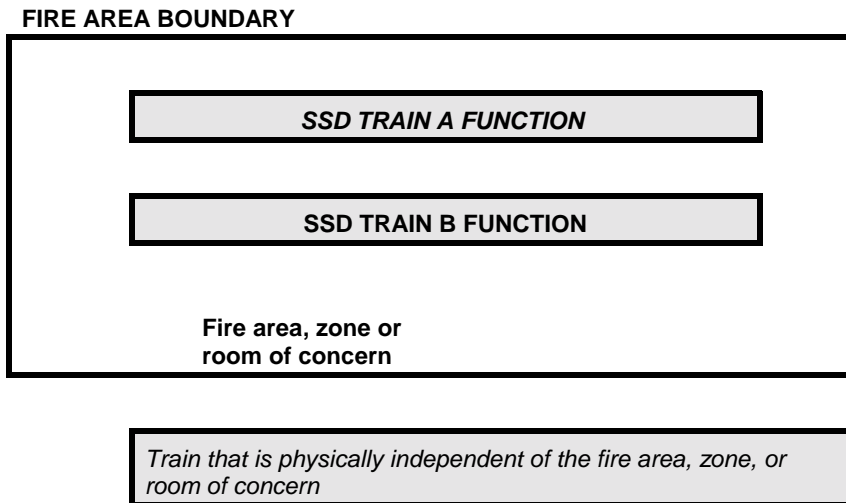 FIRE AREA BOUNDARY
SSD TRAIN A FUNCTION
SSD TRAIN B FUNCTION
Fire area, zone or
room of concern
Train that is physically independent of the fire area, zone, or
room of concern